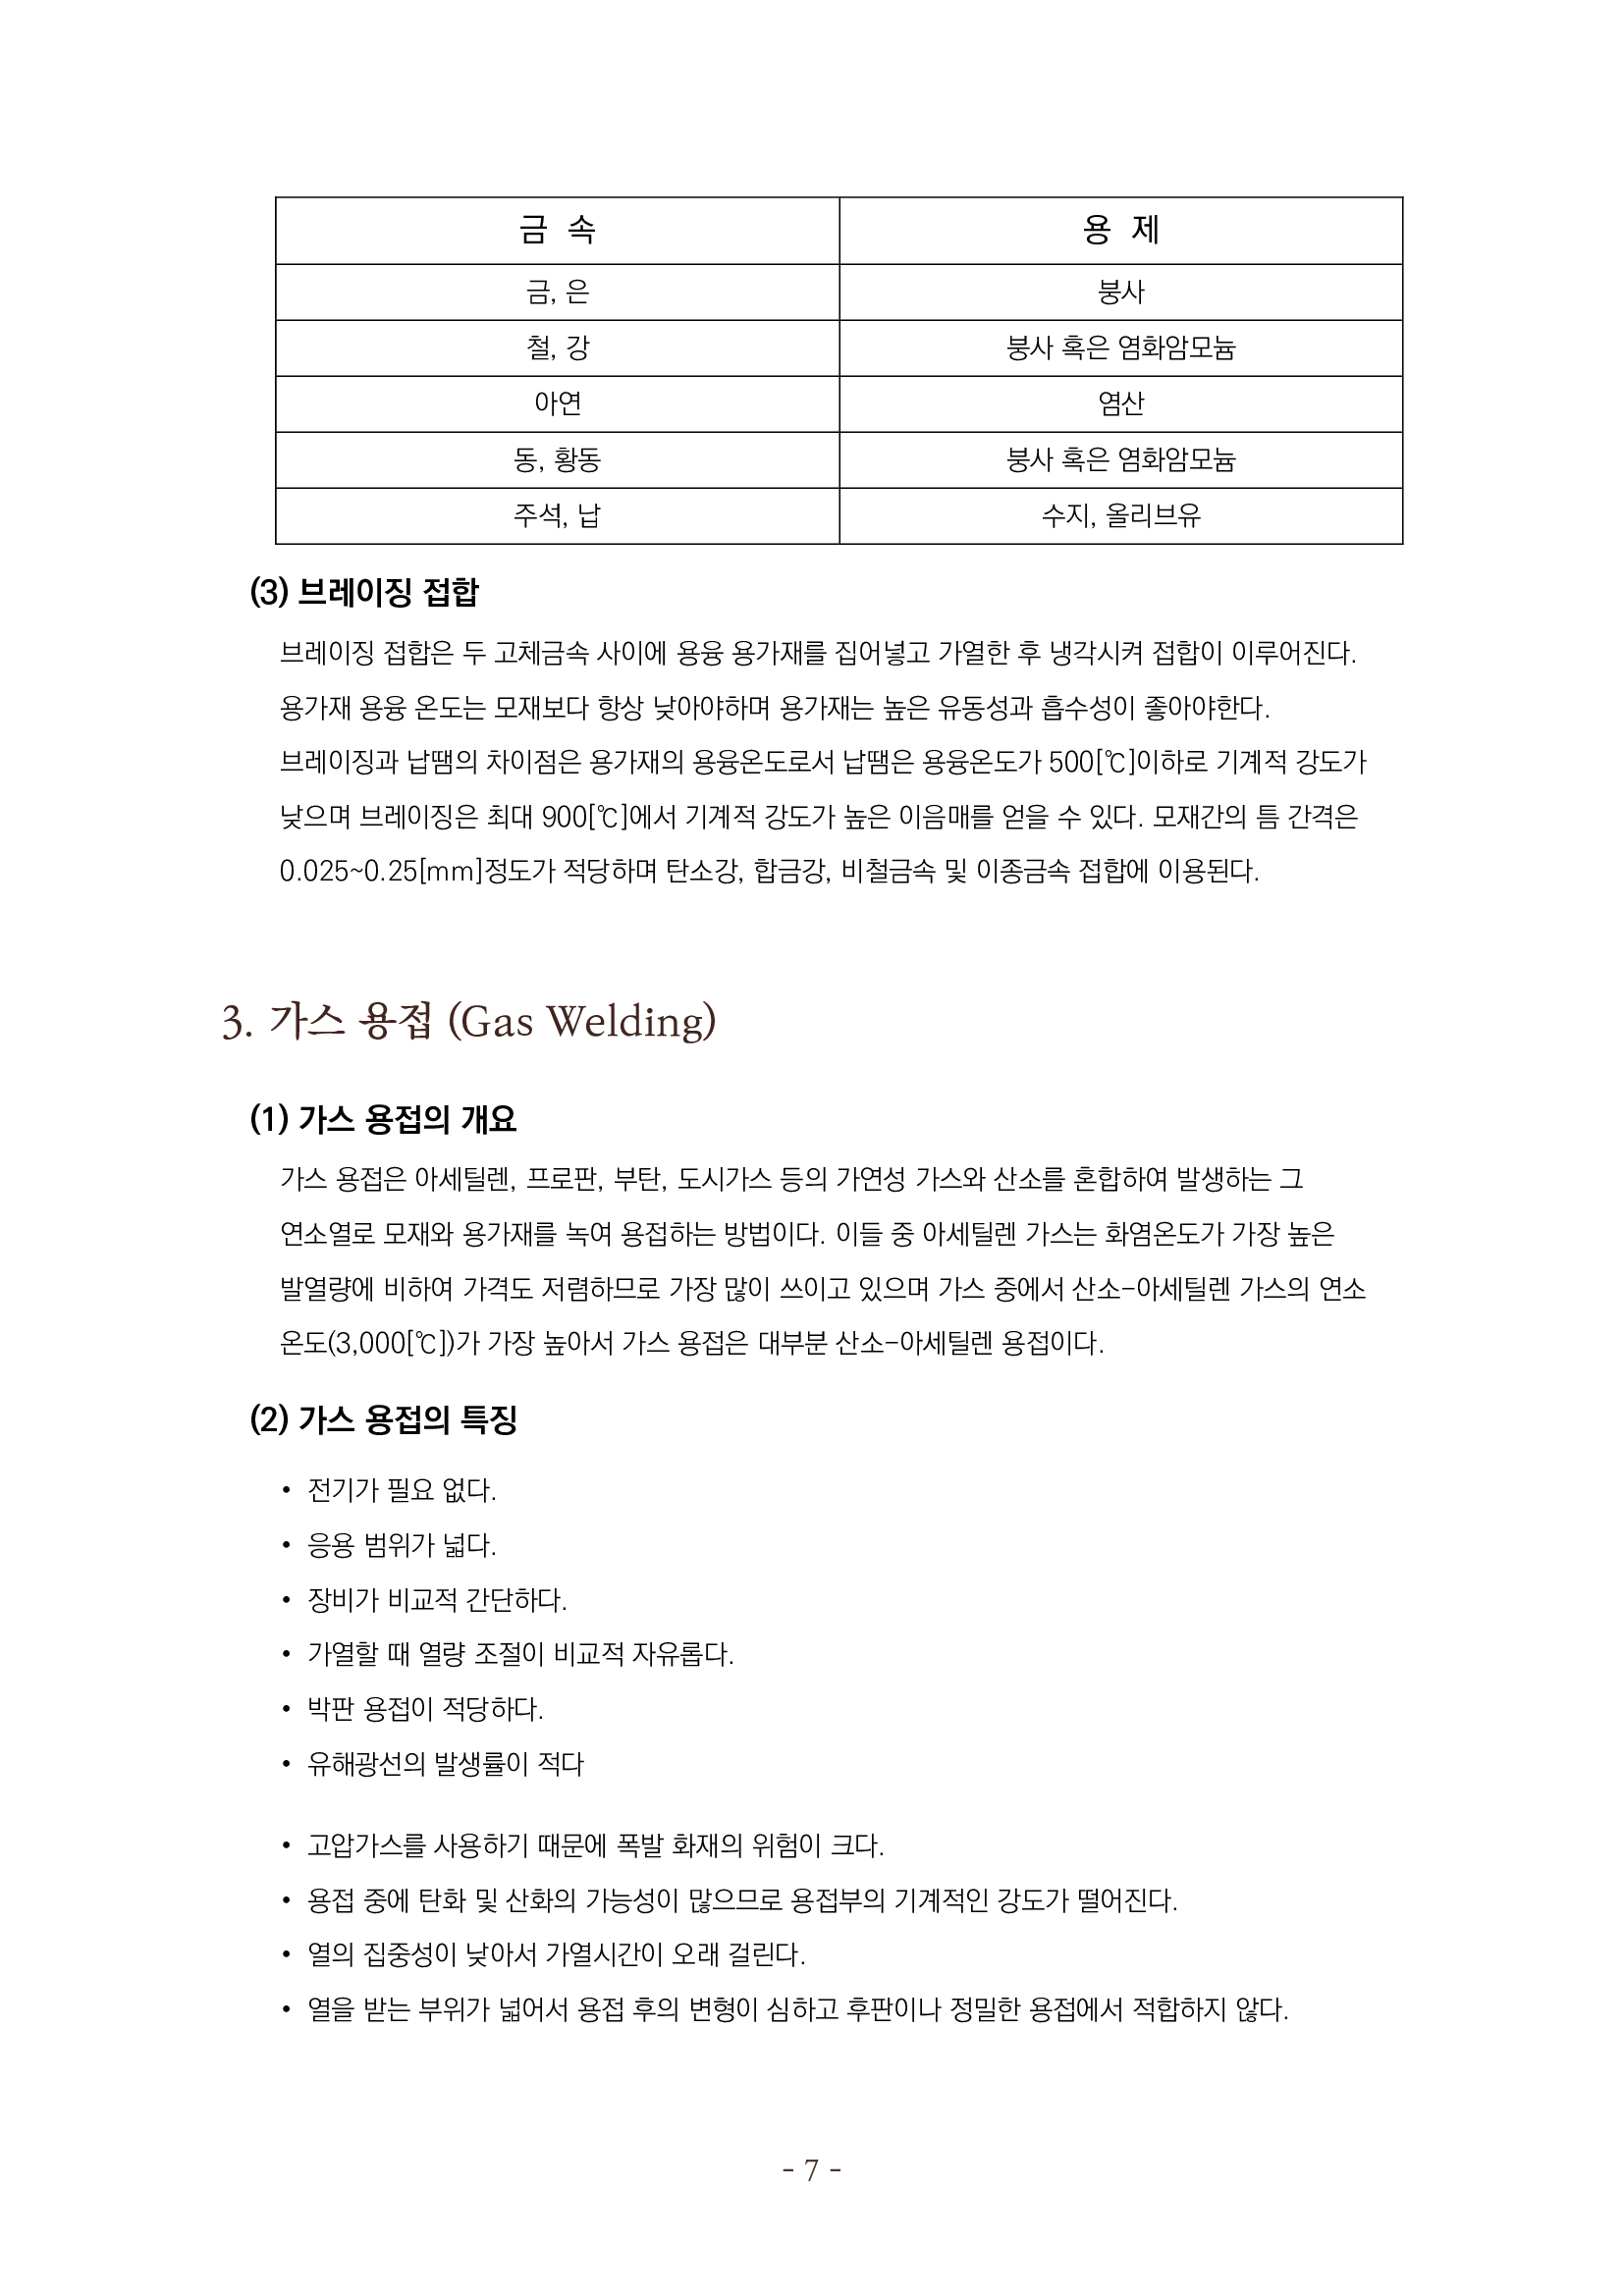 금 속 용 제
금, 은 붕사
철, 강 붕사 혹은 염화암모늄
아연 염산
동, 황동 붕사 혹은 염화암모늄
주석, 납 수지, 올리브유
(3) 브레이징 접합
브레이징 접합은 두 고체금속 사이에 용융 용가재를 집어넣고 가열한 후 냉각시켜 접합이 이루어진다.
용가재 용융 온도는 모재보다 항상 낮아야하며 용가재는 높은 유동성과 흡수성이 좋아야한다.
브레이징과 납땜의 차이점은 용가재의 용융온도로서 납땜은 용융온도가 500[℃]이하로 기계적 강도가
낮으며 브레이징은 최대 900[℃]에서 기계적 강도가 높은 이음매를 얻을 수 있다. 모재간의 틈 간격은
0.025~0.25[mm]정도가 적당하며 탄소강, 합금강, 비철금속 및 이종금속 접합에 이용된다.
3. 가스 용접 (Gas Welding)
(1) 가스 용접의 개요
가스 용접은 아세틸렌, 프로판, 부탄, 도시가스 등의 가연성 가스와 산소를 혼합하여 발생하는 그
연소열로 모재와 용가재를 녹여 용접하는 방법이다. 이들 중 아세틸렌 가스는 화염온도가 가장 높은
발열량에 비하여 가격도 저렴하므로 가장 많이 쓰이고 있으며 가스 중에서 산소-아세틸렌 가스의 연소
온도(3,000[℃])가 가장 높아서 가스 용접은 대부분 산소-아세틸렌 용접이다.
(2) 가스 용접의 특징
• 전기가 필요 없다.
• 응용 범위가 넓다.
• 장비가 비교적 간단하다.
• 가열할 때 열량 조절이 비교적 자유롭다.
• 박판 용접이 적당하다.
• 유해광선의 발생률이 적다
• 고압가스를 사용하기 때문에 폭발 화재의 위험이 크다.
• 용접 중에 탄화 및 산화의 가능성이 많으므로 용접부의 기계적인 강도가 떨어진다.
• 열의 집중성이 낮아서 가열시간이 오래 걸린다.
• 열을 받는 부위가 넓어서 용접 후의 변형이 심하고 후판이나 정밀한 용접에서 적합하지 않다.
- 7 -